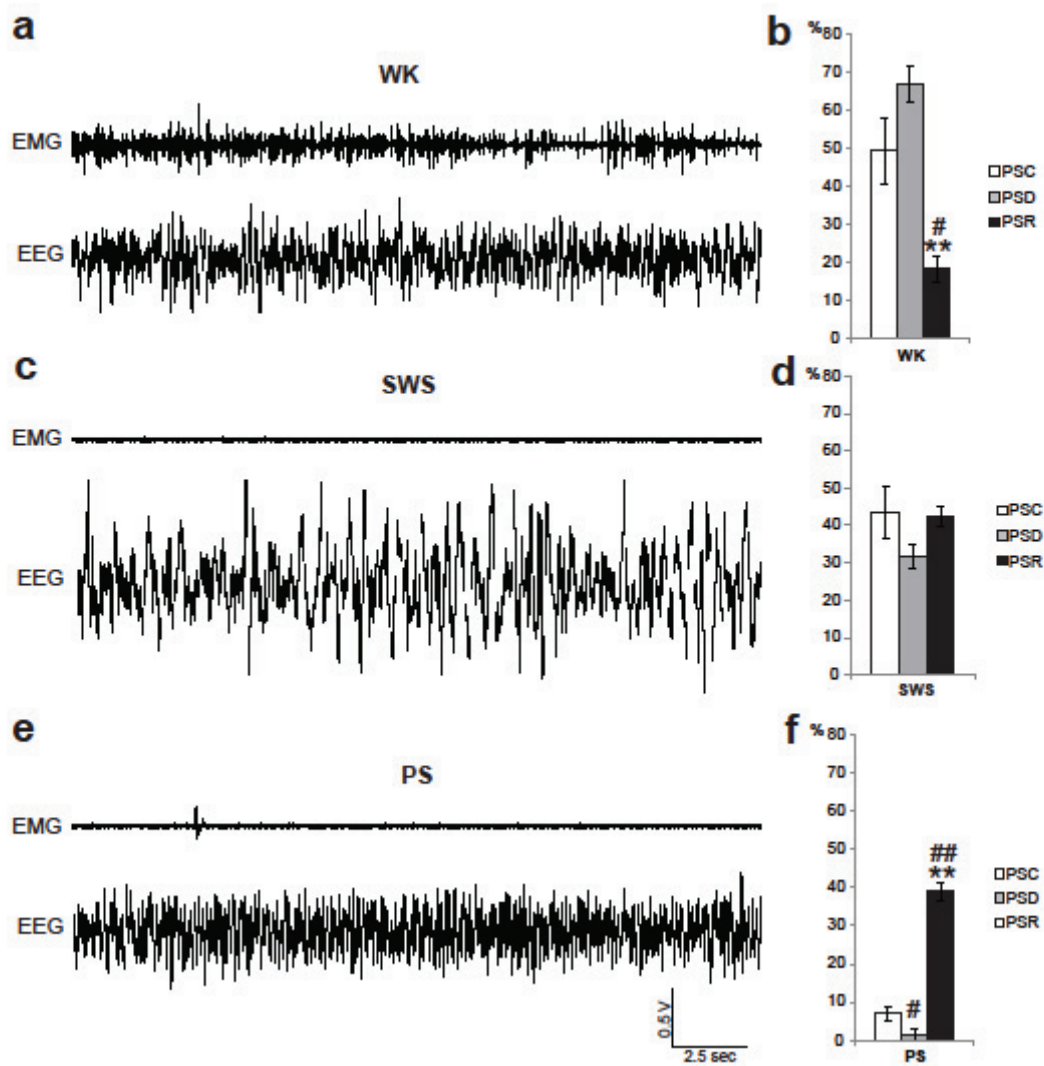 a
WK
EMG
EEG
b
%80
70
60
50
40
30
20
10
0
#
**
WK
PSC
PSD
PSR
c
SWS
EMG
EEG
d
%80
70
60
50
40
30
20
10
0
SWS
PSC
PSD
PSR
e
PS
EMG
EEG
0.5 V
2.5 sec
f
%80
70
60
50
40
30
20
10
0
#
##
**
PS
PSC
PSD
PSR